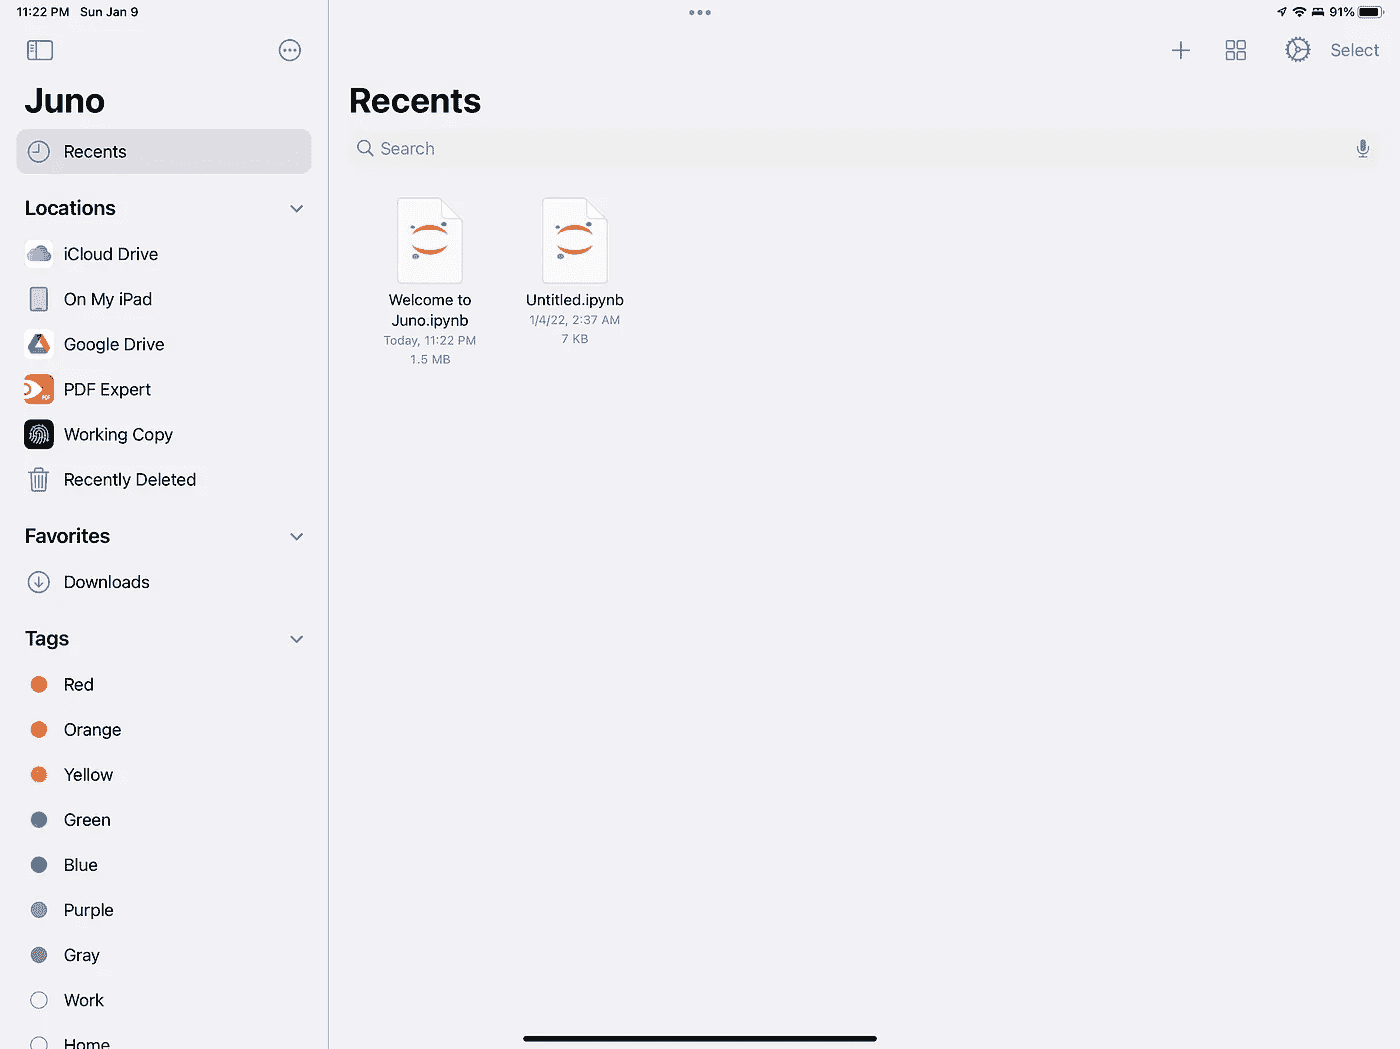 11:22 PM Sun Jan 9
91%
Juno
Recents
Locations
iCloud Drive
On My iPad
Google Drive
PDF Expert
Working Copy
Recently Deleted
Favorites
Downloads
Tags
Red
Orange
Yellow
Green
Blue
Purple
Gray
Work
Home
Select
Recents
Search
Welcome to
Juno.ipynb
Today, 11:22 PM
1.5 MB
Untitled.ipynb
1/4/22, 2:37 AM
7 KB